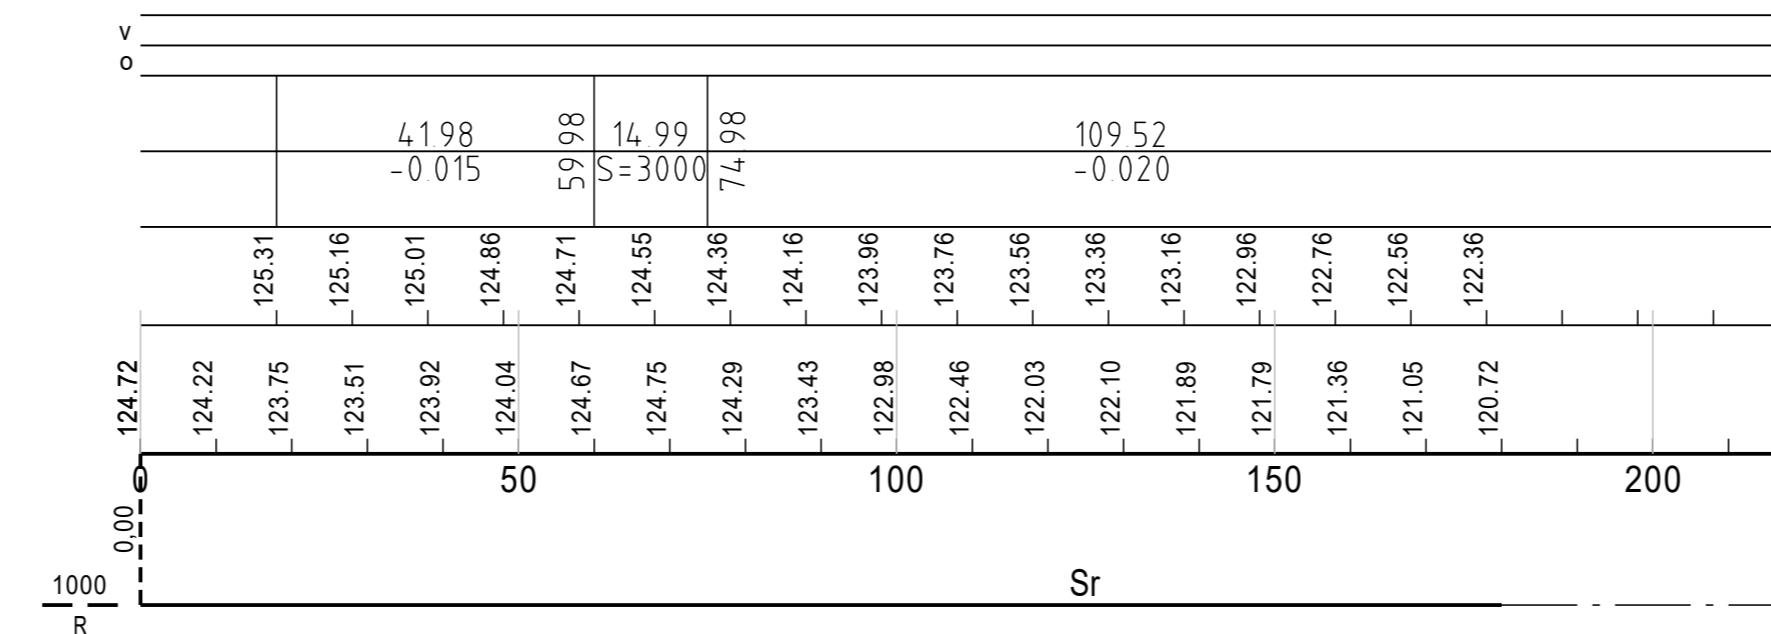 v
o
41.98 59.98 14.99 74.98 109.52
-0.015 S=3000 -0.020
125.31 125.16 125.01 124.86 124.71 124.55 124.36 124.16 123.96 123.76 123.56 123.36 123.16 122.96 122.76 122.56 122.36
124.72 124.22 123.75 123.51 123.92 124.04 124.67 124.75 124.29 123.43 122.98 122.46 122.03 122.10 121.89 121.79 121.36 121.05 120.72
0 50 100 150 200
0,00
1000 Sr
R